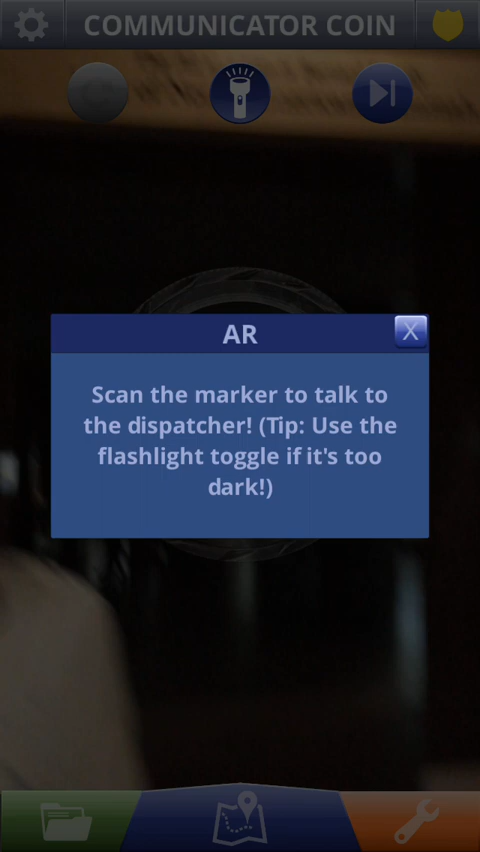 COMMUNICATOR COIN
AR
X
Scan the marker to talk to
the dispatcher! (Tip: Use the
flashlight toggle if it's too
dark!)